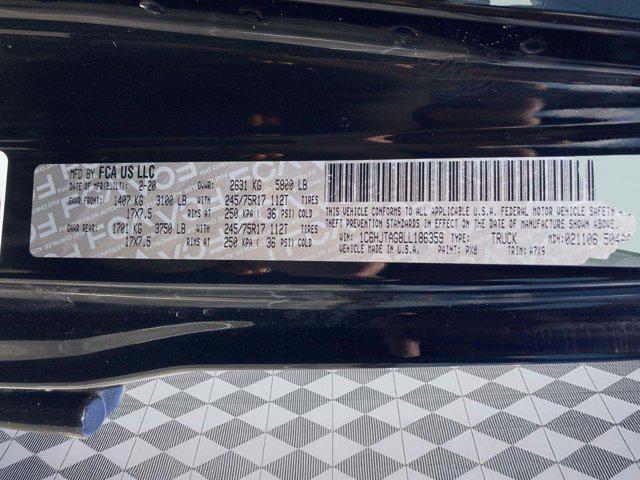 MFD BY FCA US LLC
DATE OF MFR/BILITY: 2-20 GVWR: 2631 KG 5800 LB
GAWR FRONT: 1407 KG 3100 LB WITH 245/75R17 112T TIRES
17X7.5 RIMS AT 250 KPA ( 36 PSI) COLD
GAWR REAR: 1701 KG 3750 LB WITH 245/75R17 112T TIRES
17X7.5 RIMS AT 250 KPA ( 36 PSI) COLD
THIS VEHICLE CONFORMS TO ALL APPLICABLE U.S.A. FEDERAL MOTOR VEHICLE SAFETY
THEFT PREVENTION STANDARDS IN EFFECT ON THE DATE OF MANUFACTURE SHOWN ABOVE.
VIN: 1C6HJTAG8LL186359 TYPE: TRUCK MDH: 021106 504
VEHICLE MADE IN U.S.A. PAINT: PX8 TRIM: A7X9